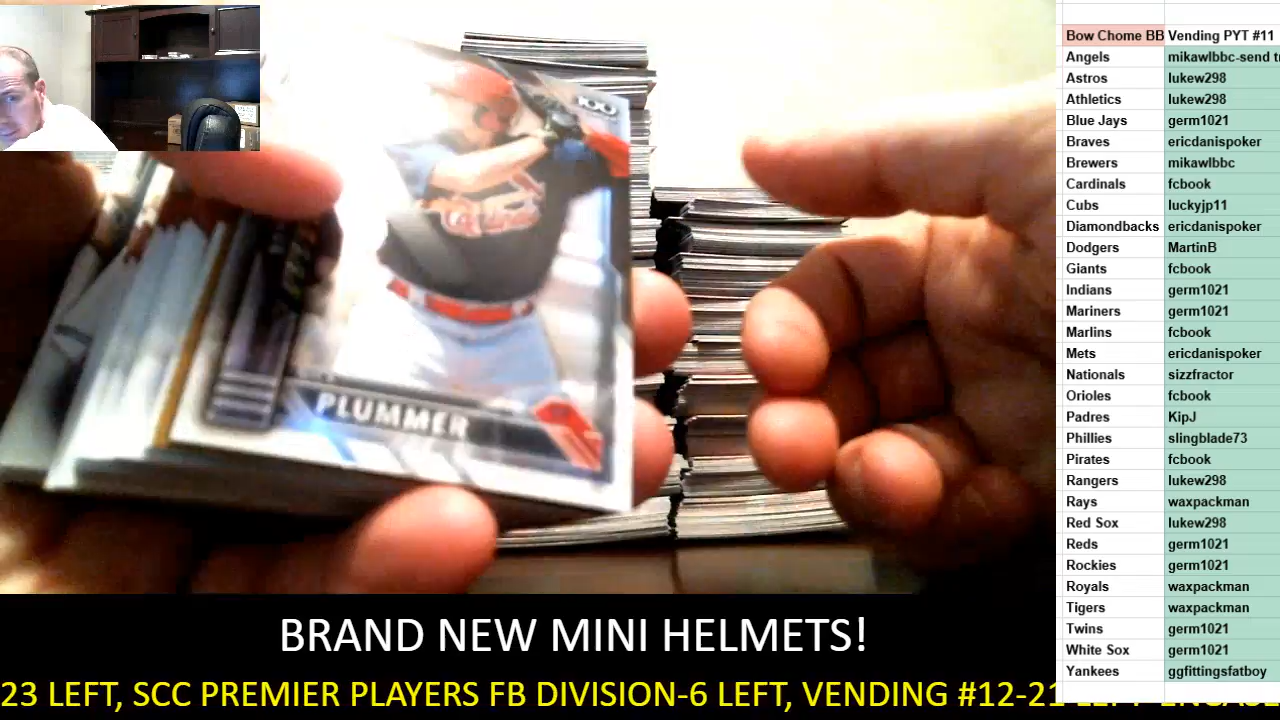 Bow Chome BB Vending PYT #11
Angels mikawlbbc-send t
Astros lukew298
Athletics lukew298
Blue Jays germ1021
Braves ericdanispoker
Brewers mikawlbbc
Cardinals fcbook
Cubs luckyjp11
Diamondbacks ericdanispoker
Dodgers MartinB
Giants fcbook
Indians germ1021
Mariners germ1021
Marlins fcbook
Mets ericdanispoker
Nationals sizzfractor
Orioles fcbook
Padres KipJ
Phillies slingblade73
Pirates fcbook
Rangers lukew298
Rays waxpackman
Red Sox lukew298
Reds germ1021
Rockies germ1021
Royals waxpackman
Tigers waxpackman
Twins germ1021
White Sox germ1021
Yankees ggfittingsfatboy
100
PLUMMER
BRAND NEW MINI HELMETS!
23 LEFT, SCC PREMIER PLAYERS FB DIVISION-6 LEFT, VENDING #12-21 LEFT